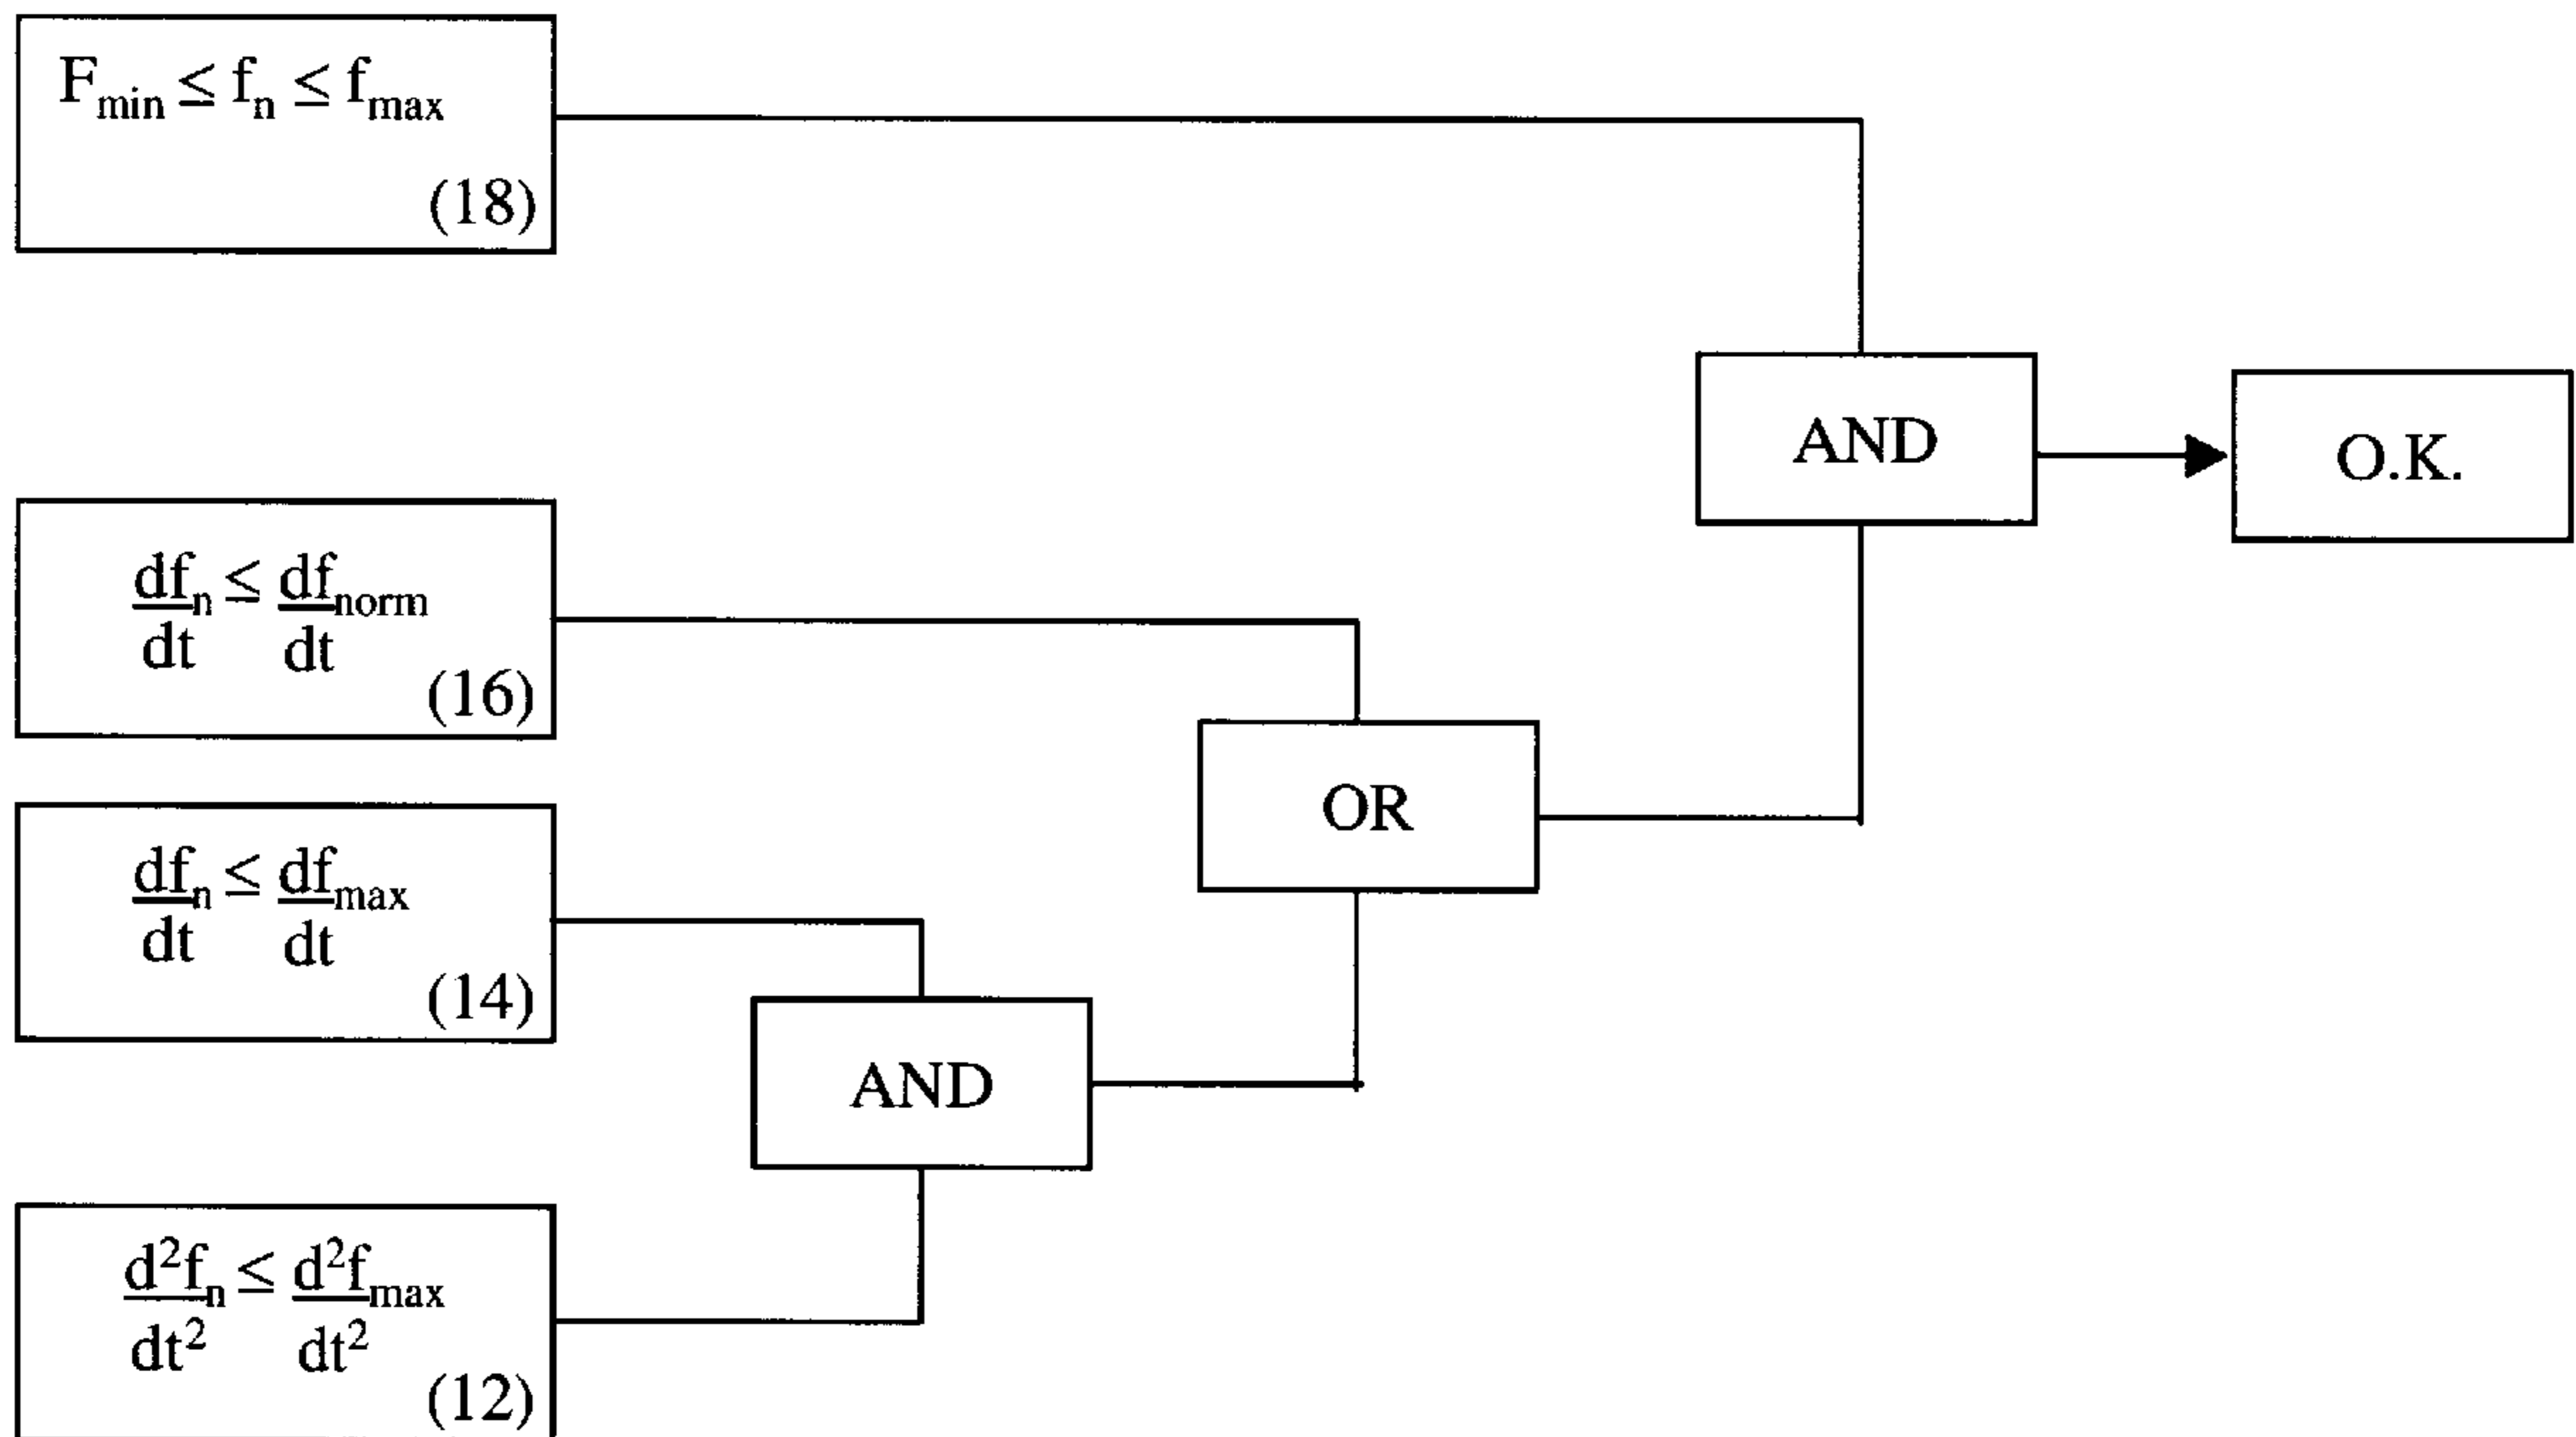 F_min ≤ f_n ≤ f_max
(18)
AND
O.K.
df_n ≤ df_norm
dt dt
(16)
OR
df_n ≤ df_max
dt dt
(14)
AND
d²f_n ≤ d²f_max
dt² dt²
(12)